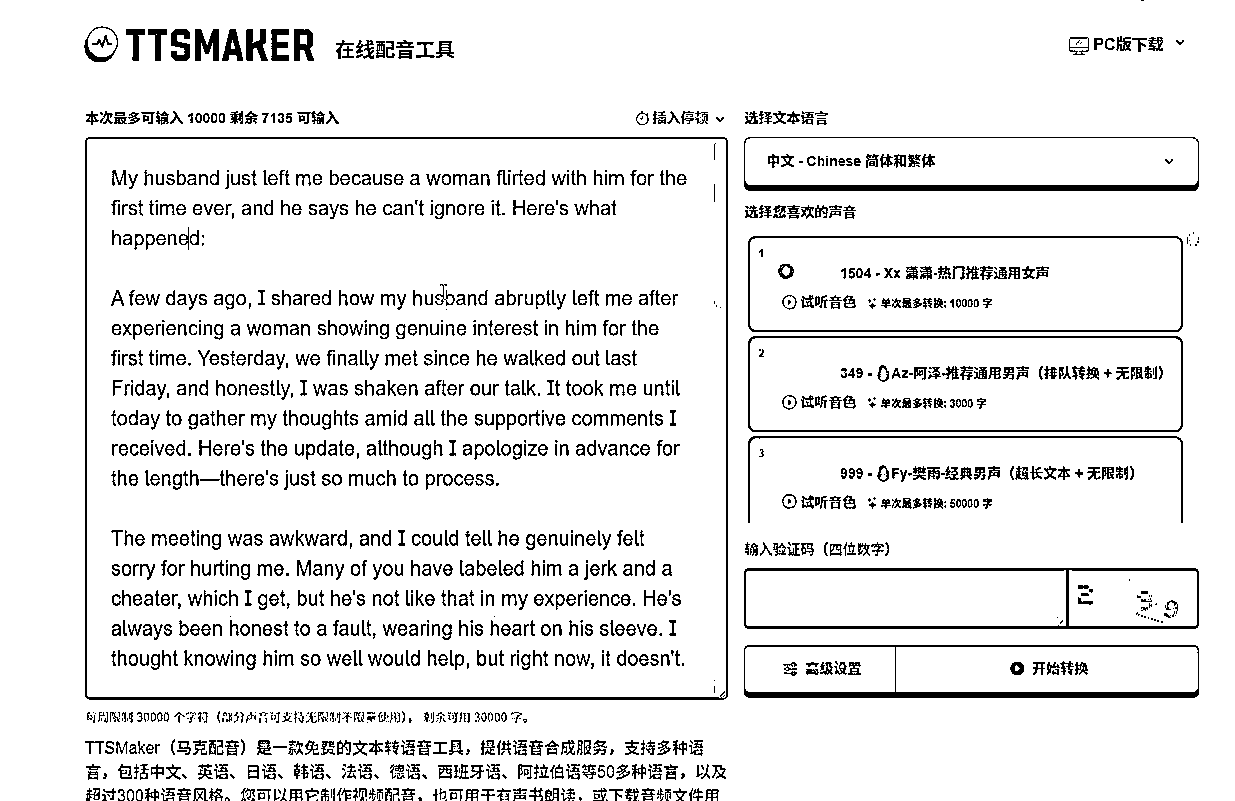 TTSMAKER 在线配音工具
PC版下载
本次最多可输入 10000 剩余 7135 可输入
插入停顿
选择文本语言
My husband just left me because a woman flirted with him for the
first time ever, and he says he can't ignore it. Here's what
happened:
A few days ago, I shared how my husband abruptly left me after
experiencing a woman showing genuine interest in him for the
first time. Yesterday, we finally met since he walked out last
Friday, and honestly, I was shaken after our talk. It took me until
today to gather my thoughts amid all the supportive comments I
received. Here's the update, although I apologize in advance for
the length—there's just so much to process.
The meeting was awkward, and I could tell he genuinely felt
sorry for hurting me. Many of you have labeled him a jerk and a
cheater, which I get, but he's not like that in my experience. He's
always been honest to a fault, wearing his heart on his sleeve. I
thought knowing him so well would help, but right now, it doesn't.
中文 - Chinese 简体和繁体
选择您喜欢的声音
1
1504 - Xx 潇潇-热门推荐通用女声
试听音色 单次最多转换: 10000 字
2
349 - Az-阿泽-推荐通用男声（排队转换 + 无限制）
试听音色 单次最多转换: 3000 字
3
999 - Fy-樊雨-经典男声（超长文本 + 无限制）
试听音色 单次最多转换: 50000 字
输入验证码（四位数字）
高级设置
开始转换
每周限制 30000 个字符（部分声音可支持无限制不限量使用）， 剩余可用 30000 字。
TTSMaker（马克配音）是一款免费的文本转语音工具，提供语音合成服务，支持多种语
言，包括中文、英语、日语、韩语、法语、德语、西班牙语、阿拉伯语等50多种语言，以及
超过300种语音风格。您可以用它制作视频配音，也可用于有声书朗读，或下载音频文件用